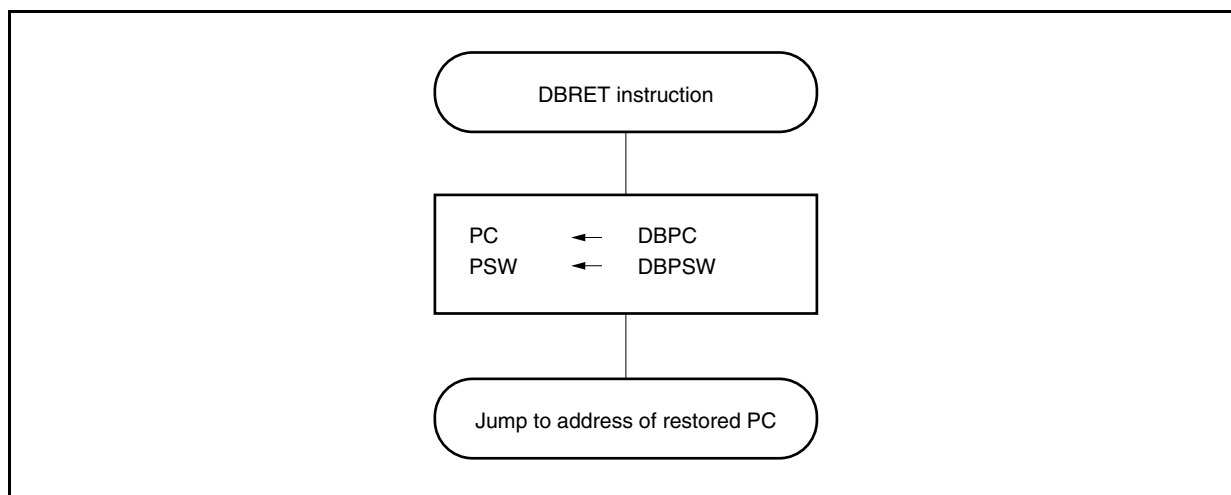 DBRET instruction
PC ← DBPC
PSW ← DBPSW
Jump to address of restored PC